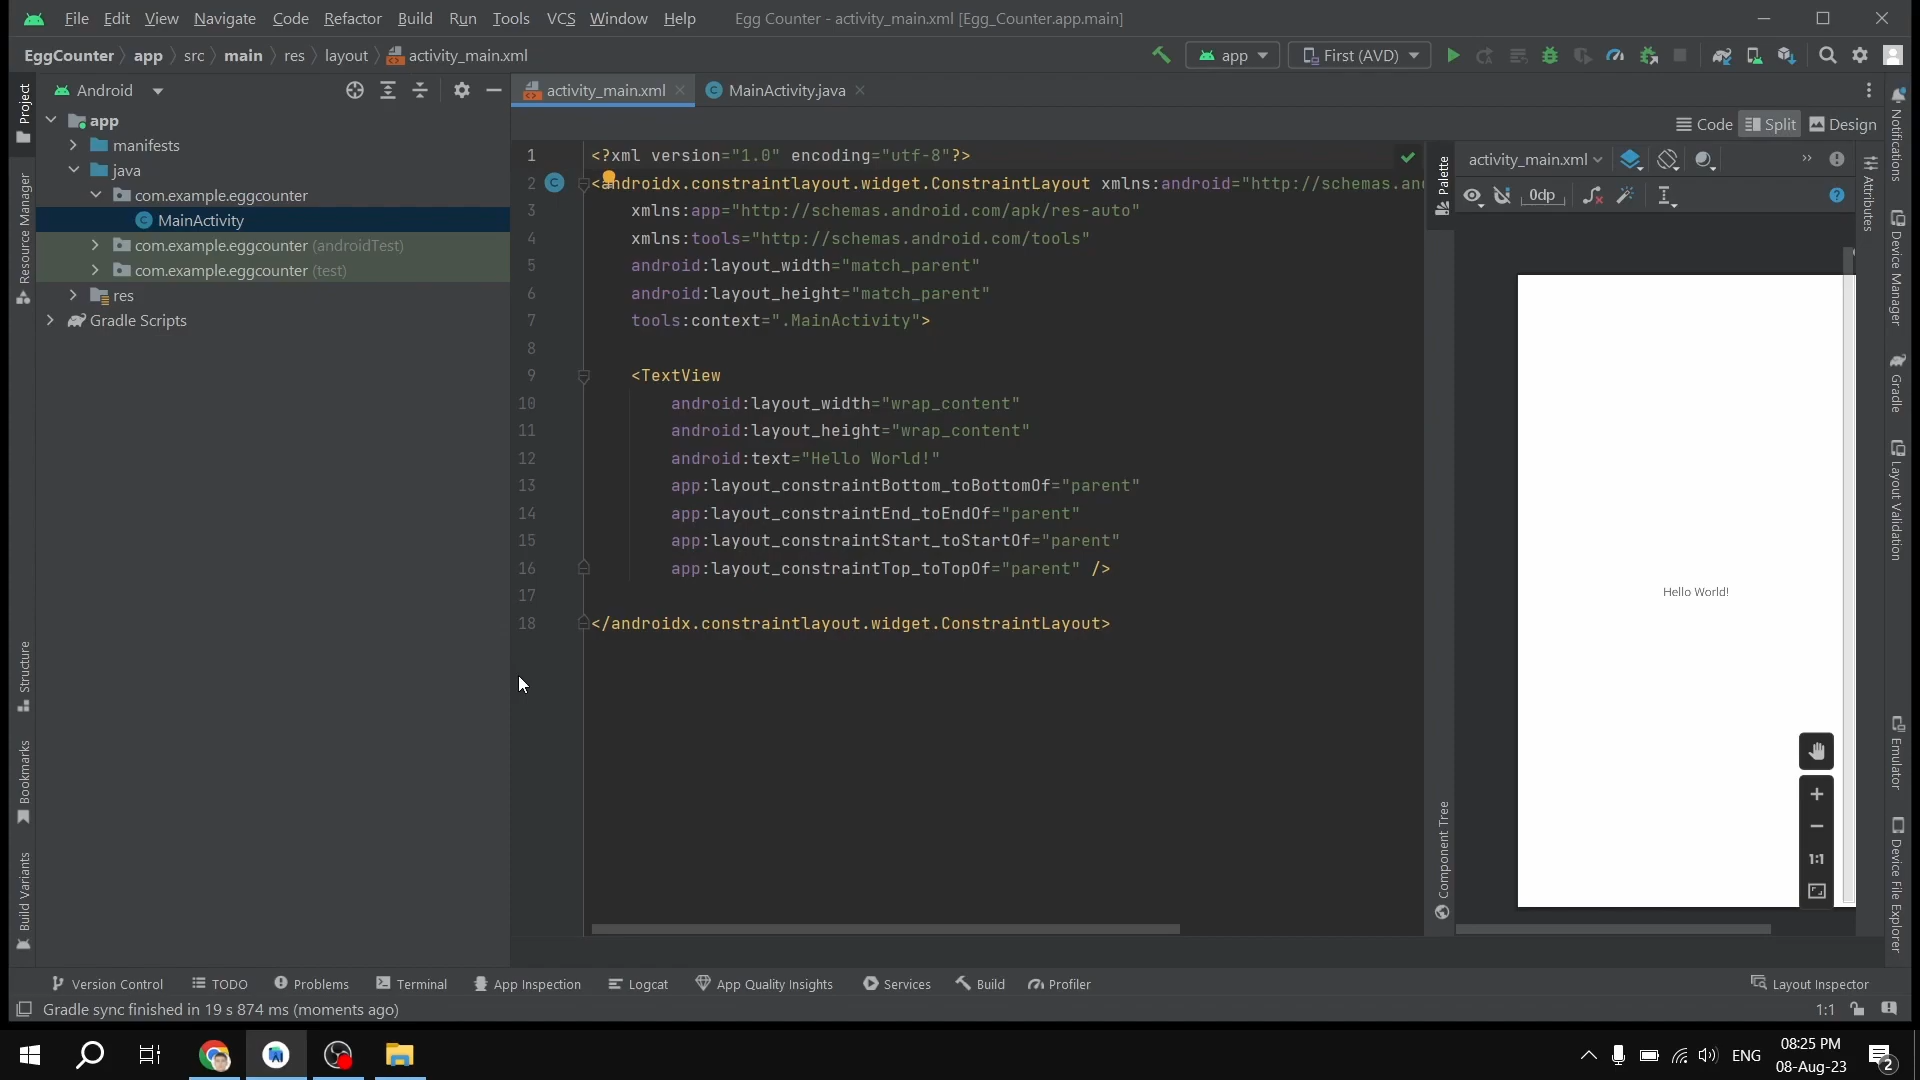 File Edit View Navigate Code Refactor Build Run Tools VCS Window Help Egg Counter - activity_main.xml [Egg_Counter.app.main]
EggCounter app src main res layout activity_main.xml app First (AVD)
Project
Resource Manager
Structure
Bookmarks
Build Variants
Android
app
manifests
java
com.example.eggcounter
MainActivity
com.example.eggcounter (androidTest)
com.example.eggcounter (test)
res
Gradle Scripts
activity_main.xml MainActivity.java
Code Split Design
1 <?xml version="1.0" encoding="utf-8"?>
2 <androidx.constraintlayout.widget.ConstraintLayout xmlns:android="http://schemas.an
3 xmlns:app="http://schemas.android.com/apk/res-auto"
4 xmlns:tools="http://schemas.android.com/tools"
5 android:layout_width="match_parent"
6 android:layout_height="match_parent"
7 tools:context=".MainActivity">
8
9 <TextView
10 android:layout_width="wrap_content"
11 android:layout_height="wrap_content"
12 android:text="Hello World!"
13 app:layout_constraintBottom_toBottomOf="parent"
14 app:layout_constraintEnd_toEndOf="parent"
15 app:layout_constraintStart_toStartOf="parent"
16 app:layout_constraintTop_toTopOf="parent" />
17
18 </androidx.constraintlayout.widget.ConstraintLayout>
Palette
Component Tree
activity_main.xml
0dp
Hello World!
1:1
Attributes
Notifications
Device Manager
Gradle
Layout Validation
Emulator
Device File Explorer
Version Control TODO Problems Terminal App Inspection Logcat App Quality Insights Services Build Profiler Layout Inspector
Gradle sync finished in 19 s 874 ms (moments ago) 1:1
ENG 08:25 PM
08-Aug-23
2